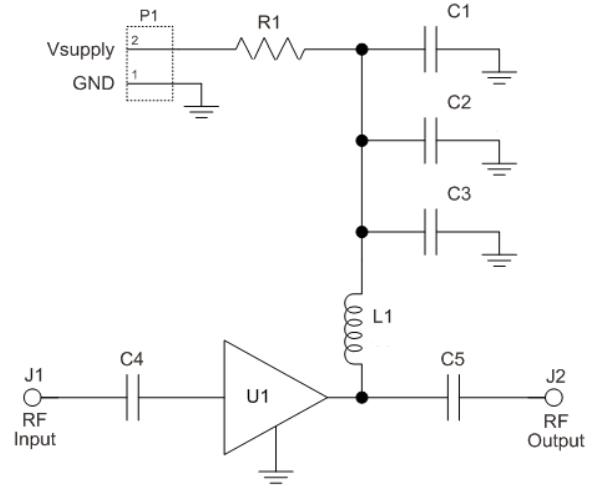 P1
R1
C1
Vsupply
2
GND
1
C2
C3
L1
C4
C5
J1
U1
J2
RF
Input
RF
Output